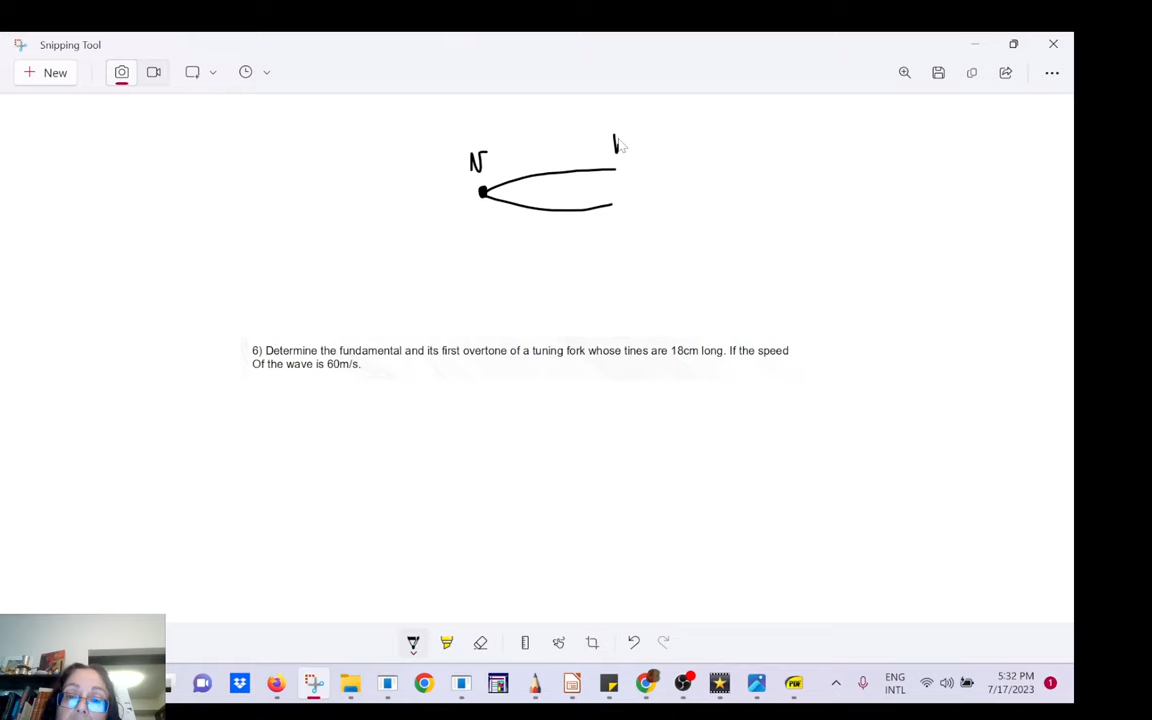 Snipping Tool
New
N
6) Determine the fundamental and its first overtone of a tuning fork whose tines are 18cm long. If the speed
Of the wave is 60m/s.
ENG
INTL
5:32 PM
7/17/2023
1